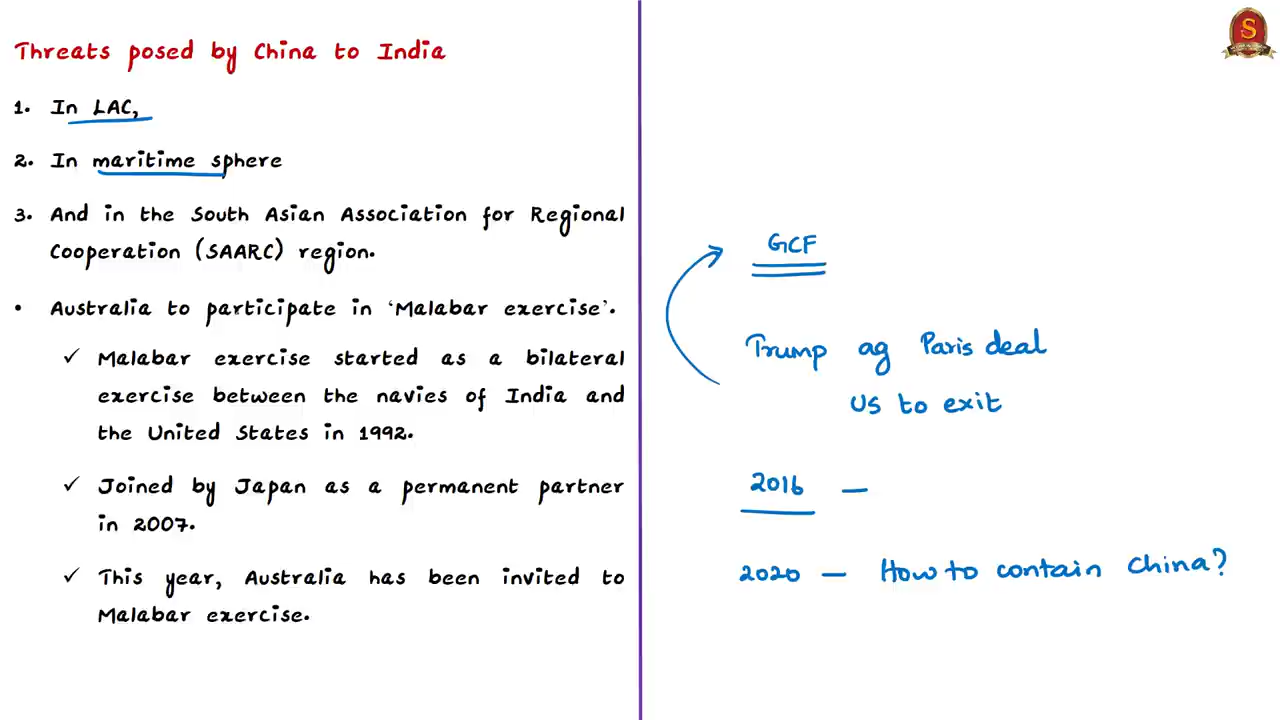 Threats posed by China to India
1. In LAC,
2. In maritime sphere
3. And in the South Asian Association for Regional
Cooperation (SAARC) region.
• Australia to participate in ‘Malabar exercise’.
✓ Malabar exercise started as a bilateral
exercise between the navies of India and
the United States in 1992.
✓ Joined by Japan as a permanent partner
in 2007.
✓ This year, Australia has been invited to
Malabar exercise.
S
GCF
Trump ag Paris deal
US to exit
2016 —
2020 — How to contain China?